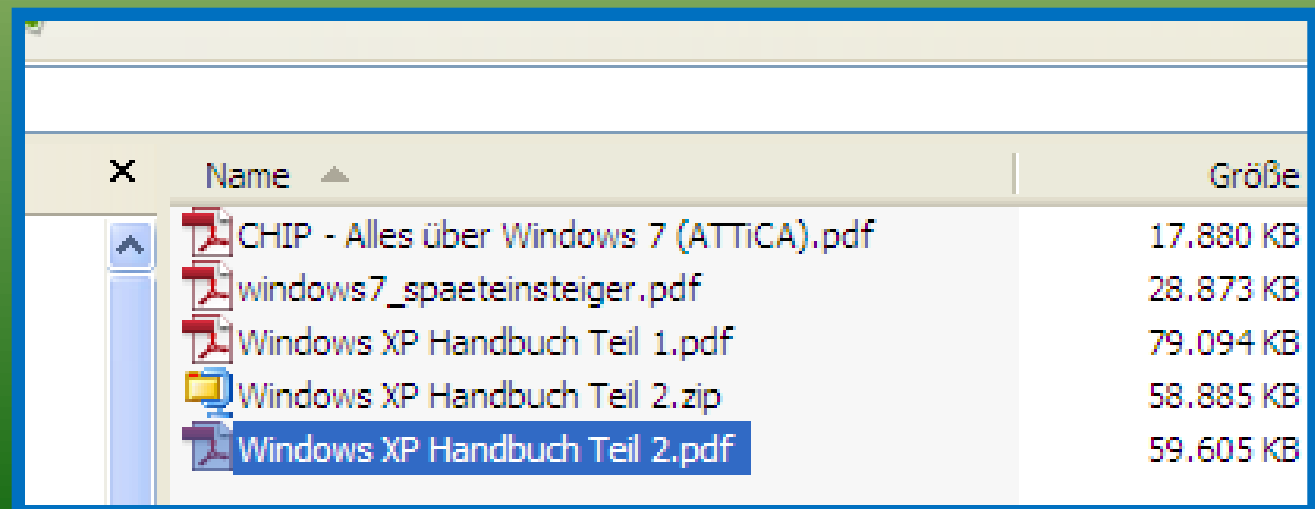 Name Größe
CHIP - Alles über Windows 7 (ATTiCA).pdf 17.880 KB
windows7_spaeteinsteiger.pdf 28.873 KB
Windows XP Handbuch Teil 1.pdf 79.094 KB
Windows XP Handbuch Teil 2.zip 58.885 KB
Windows XP Handbuch Teil 2.pdf 59.605 KB